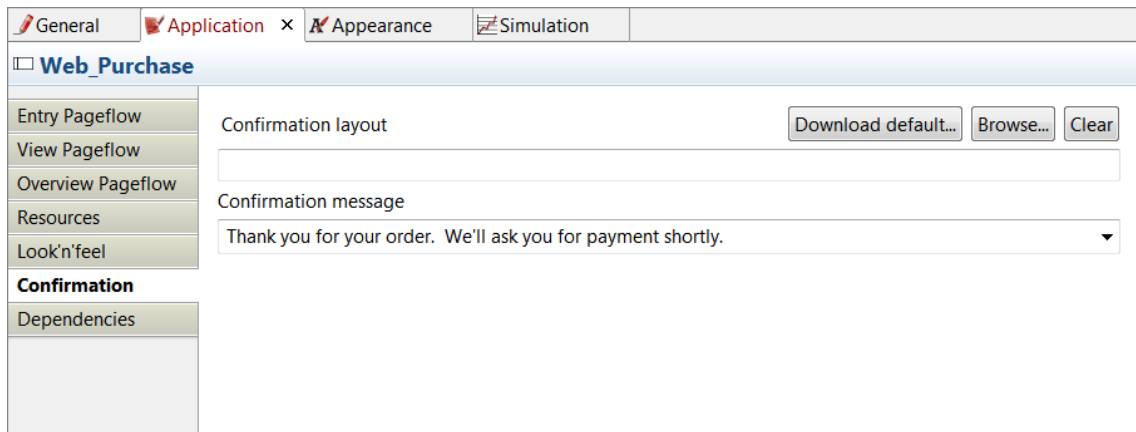 General Application × Appearance Simulation
Web_Purchase
Entry Pageflow
View Pageflow
Overview Pageflow
Resources
Look'n'feel
Confirmation
Dependencies
Confirmation layout Download default... Browse... Clear
Confirmation message
Thank you for your order.  We'll ask you for payment shortly.